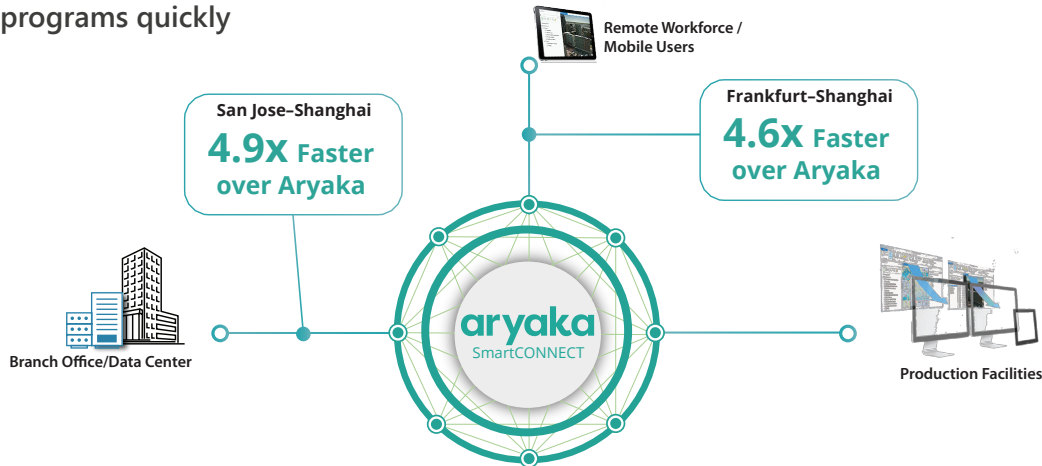 programs quickly
Remote Workforce /
Mobile Users
San Jose–Shanghai
4.9x Faster
over Aryaka
Frankfurt–Shanghai
4.6x Faster
over Aryaka
aryaka
SmartCONNECT
Branch Office/Data Center
Production Facilities